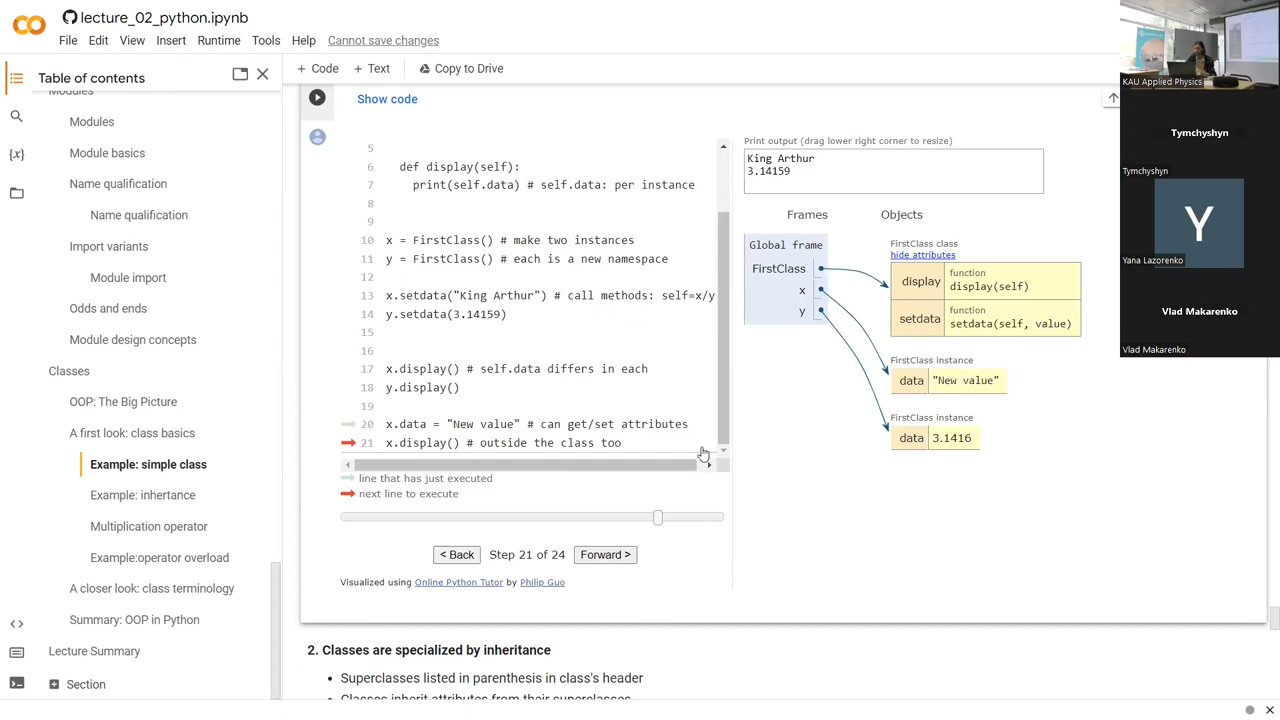 lecture_02_python.ipynb
File Edit View Insert Runtime Tools Help Cannot save changes
Table of contents
+ Code + Text Copy to Drive
Modules
Modules
Module basics
Name qualification
Name qualification
Import variants
Module import
Odds and ends
Module design concepts
Classes
OOP: The Big Picture
A first look: class basics
Example: simple class
Example: inhertance
Multiplication operator
Example:operator overload
A closer look: class terminology
Summary: OOP in Python
Lecture Summary
Section
Show code
5
6 def display(self):
7 print(self.data) # self.data: per instance
8
9
10 x = FirstClass() # make two instances
11 y = FirstClass() # each is a new namespace
12
13 x.setdata("King Arthur") # call methods: self=x/y
14 y.setdata(3.14159)
15
16
17 x.display() # self.data differs in each
18 y.display()
19
20 x.data = "New value" # can get/set attributes
21 x.display() # outside the class too
line that has just executed
next line to execute
< Back Step 21 of 24 Forward >
Visualized using Online Python Tutor by Philip Guo
Print output (drag lower right corner to resize)
King Arthur
3.14159
Frames Objects
Global frame
FirstClass
x
y
FirstClass class
hide attributes
display function
display(self)
setdata function
setdata(self, value)
FirstClass instance
data "New value"
FirstClass instance
data 3.1416
2. Classes are specialized by inheritance
• Superclasses listed in parenthesis in class's header
• Classes inherit attributes from their superclasses
KAU Applied Physics
Tymchyshyn
Tymchyshyn
Y
Yana Lazorenko
Vlad Makarenko
Vlad Makarenko